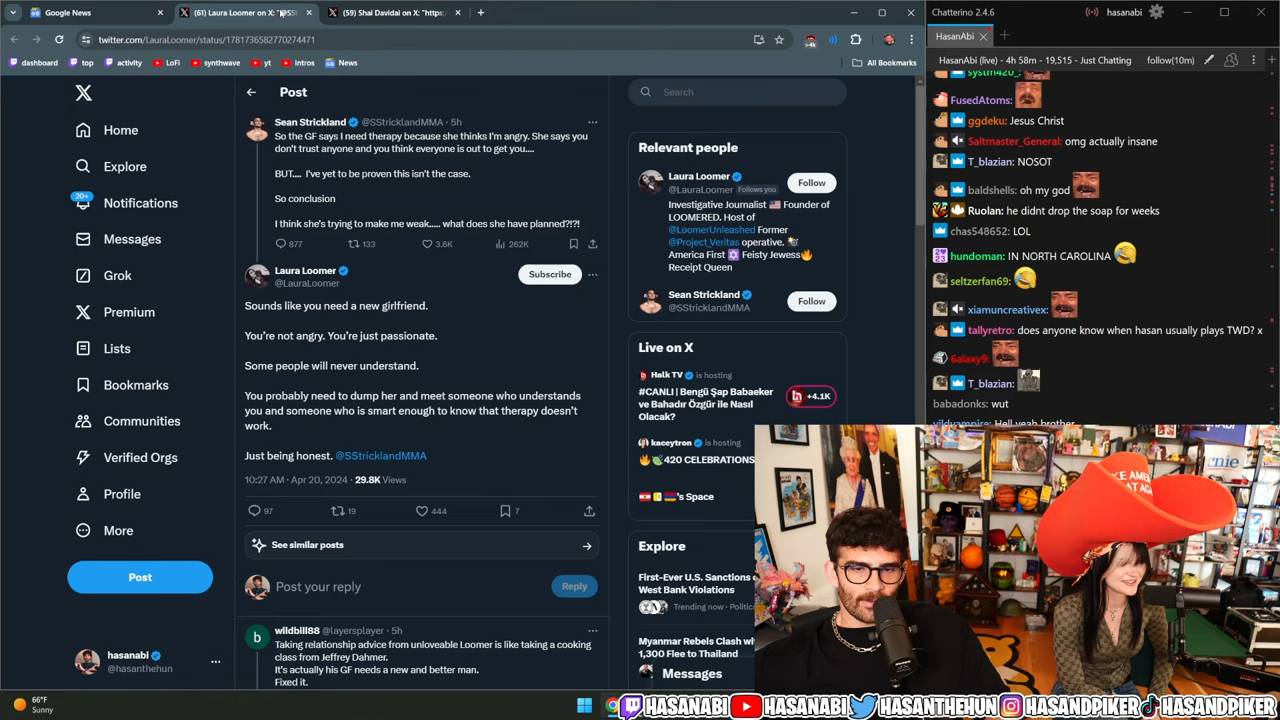 Google News
(61) Laura Loomer on X: "@SSt
(59) Shai Davidai on X: "https:
twitter.com/LauraLoomer/status/1781736582770274471
dashboard
top
activity
LoFi
synthwave
yt
intros
News
All Bookmarks
Home
Explore
20+
Notifications
Messages
Grok
Premium
Lists
Bookmarks
Communities
Verified Orgs
Profile
More
Post
hasanabi
@hasanthehun
Post
Sean Strickland @SStricklandMMA · 5h
So the GF says I need therapy because she thinks I'm angry. She says you
don't trust anyone and you think everyone is out to get you....
BUT.... I've yet to be proven this isn't the case.
So conclusion
I think she's trying to make me weak..... what does she have planned?!?!
877
133
3.6K
262K
Laura Loomer
@LauraLoomer
Subscribe
Sounds like you need a new girlfriend.
You're not angry. You're just passionate.
Some people will never understand.
You probably need to dump her and meet someone who understands
you and someone who is smart enough to know that therapy doesn't
work.
Just being honest. @SStricklandMMA
10:27 AM · Apr 20, 2024 · 29.8K Views
97
19
444
7
See similar posts
Post your reply
Reply
wildbill88 @layersplayer · 5h
Taking relationship advice from unloveable Loomer is like taking a cooking
class from Jeffrey Dahmer.
It's actually his GF needs a new and better man.
Fixed it.
Search
Relevant people
Laura Loomer
@LauraLoomer Follows you
Follow
Investigative Journalist 🇺🇸 Founder of
LOOMERED. Host of
@LoomerUnleashed Former
@Project_Veritas operative.
America First ✡️ Feisty Jewess🔥
Receipt Queen
Sean Strickland
@SStricklandMMA
Follow
Live on X
Halk TV is hosting
#CANLI | Bengü Şap Babaeker
ve Bahadır Özgür ile Nasıl
Olacak?
+4.1K
kaceytron is hosting
420 CELEBRATIONS
's Space
Explore
First-Ever U.S. Sanctions
West Bank Violations
Trending now · Politics
Myanmar Rebels Clash wi
1,300 Flee to Thailand
Messages
Chatterino 2.4.6
hasanabi
HasanAbi
HasanAbi (live) - 4h 58m - 19,515 - Just Chatting
follow(10m)
systm420_:
FusedAtoms:
ggdeku: Jesus Christ
Saltmaster_General: omg actually insane
T_blazian: NOSOT
baldshells: oh my god
Ruolan: he didnt drop the soap for weeks
chas548652: LOL
hundoman: IN NORTH CAROLINA
seltzerfan69:
xiamuncreativex:
tallyretro: does anyone know when hasan usually plays TWD? x
6alaxy9:
T_blazian:
babadonks: wut
vildvampire: Hell yeah brother
66°F
Sunny
HASANABI
HASANABI
HASANTHEHUN
HASANDPIKER
HASANDPIKER